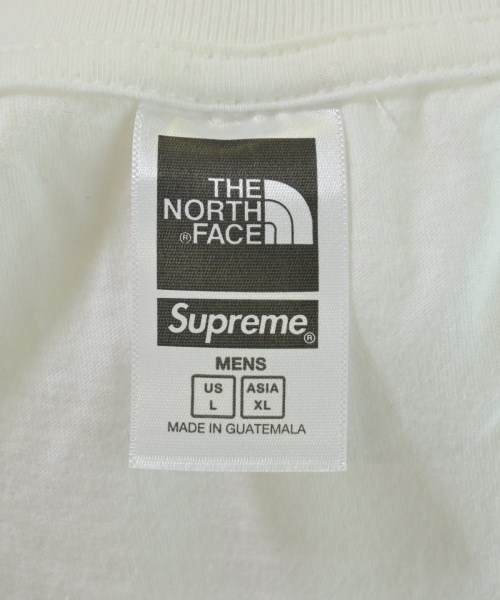 THE
NORTH
®FACE
Supreme®
MENS
US ASIA
L XL
MADE IN GUATEMALA